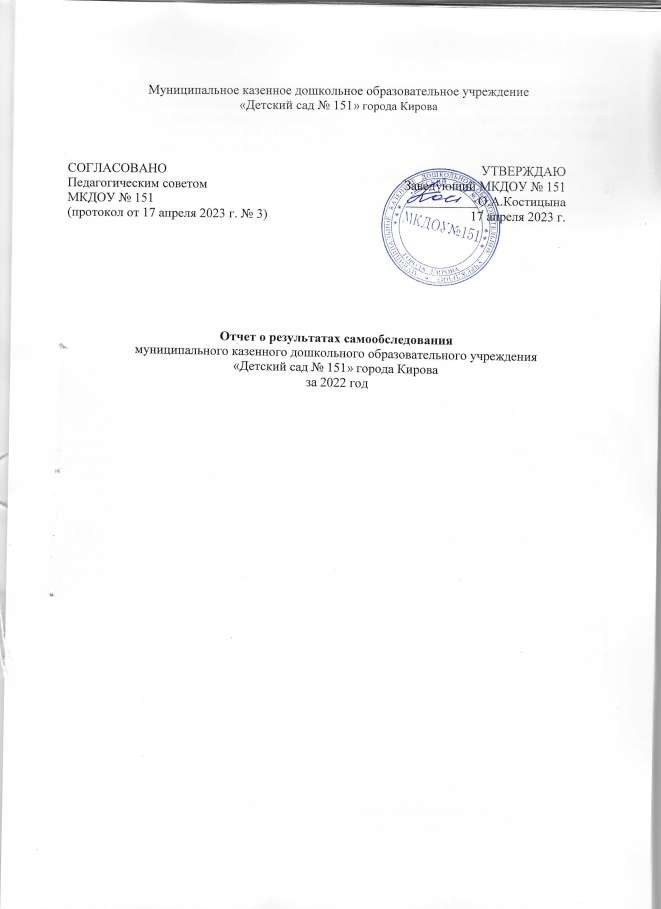 Муниципальное казенное дошкольное образовательное учреждение
«Детский сад № 151» города Кирова
СОГЛАСОВАНО
Педагогическим советом
МКДОУ № 151
(протокол от 17 апреля 2023 г. № 3)
УТВЕРЖДАЮ
Заведующий МКДОУ № 151
О.А.Костицына
17 апреля 2023 г.
МКДОУ№151
Отчет о результатах самообследования
муниципального казенного дошкольного образовательного учреждения
«Детский сад № 151» города Кирова
за 2022 год